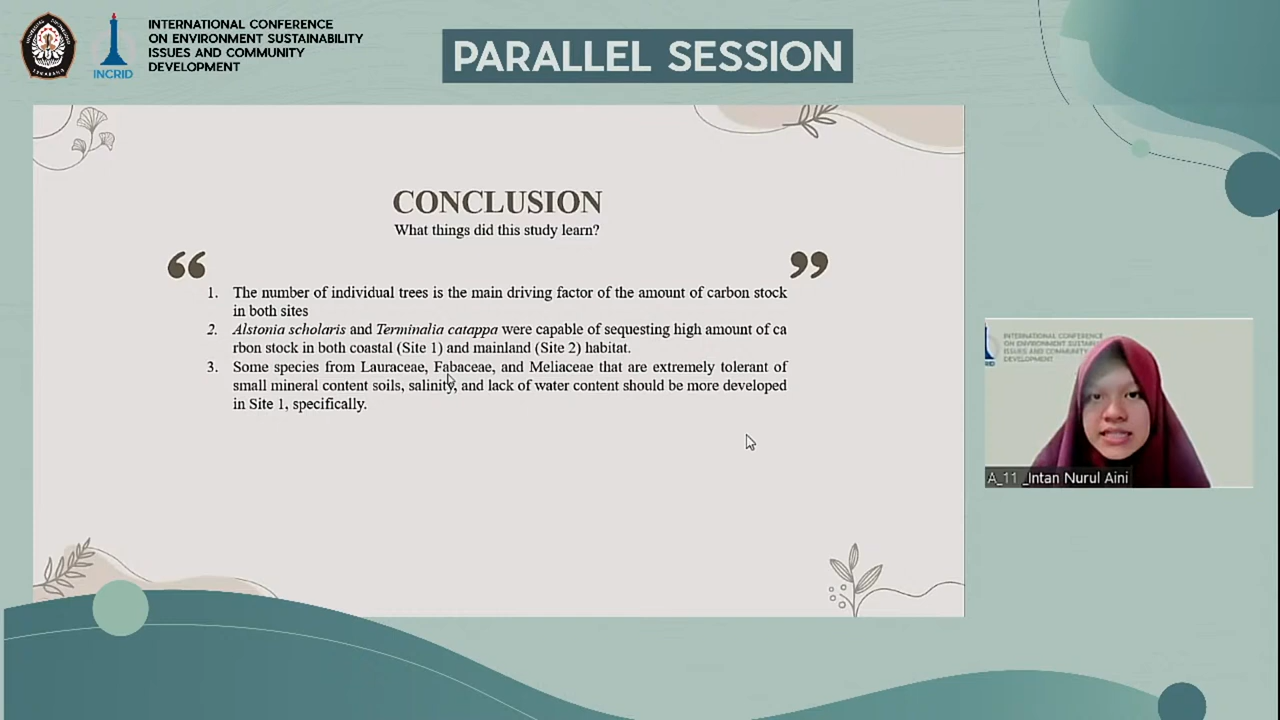 INTERNATIONAL CONFERENCE
ON ENVIRONMENT SUSTAINABILITY
ISSUES AND COMMUNITY
DEVELOPMENT
INCRID
PARALLEL SESSION
CONCLUSION
What things did this study learn?
“
”
1. The number of individual trees is the main driving factor of the amount of carbon stock
in both sites
2. Alstonia scholaris and Terminalia catappa were capable of sequesting high amount of ca
rbon stock in both coastal (Site 1) and mainland (Site 2) habitat.
3. Some species from Lauraceae, Fabaceae, and Meliaceae that are extremely tolerant of
small mineral content soils, salinity, and lack of water content should be more developed
in Site 1, specifically.
INTERNATIONAL CONFERENCE
ON ENVIRONMENT SUSTAINAB
ISSUES AND COMMUNITY
DEVELOPMENT
A_11 _Intan Nurul Aini